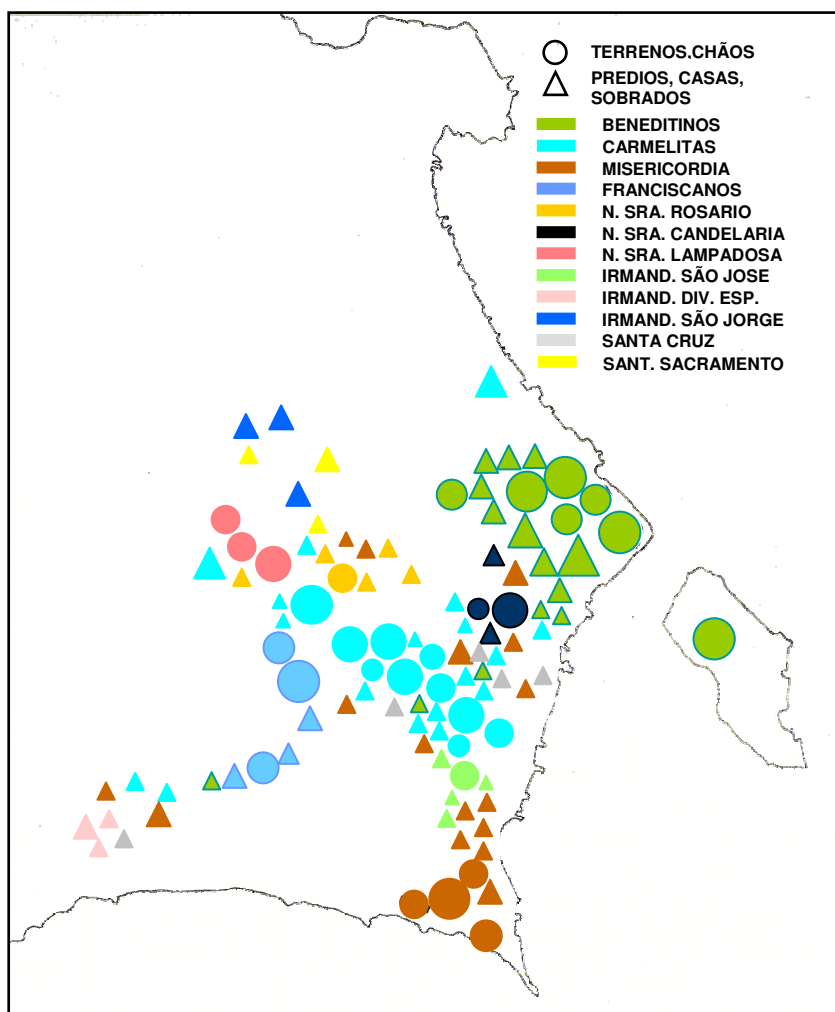 TERRENOS,CHÃOS
PREDIOS, CASAS,
SOBRADOS
BENEDITINOS
CARMELITAS
MISERICORDIA
FRANCISCANOS
N. SRA. ROSARIO
N. SRA. CANDELARIA
N. SRA. LAMPADOSA
IRMAND. SÃO JOSE
IRMAND. DIV. ESP.
IRMAND. SÃO JORGE
SANTA CRUZ
SANT. SACRAMENTO